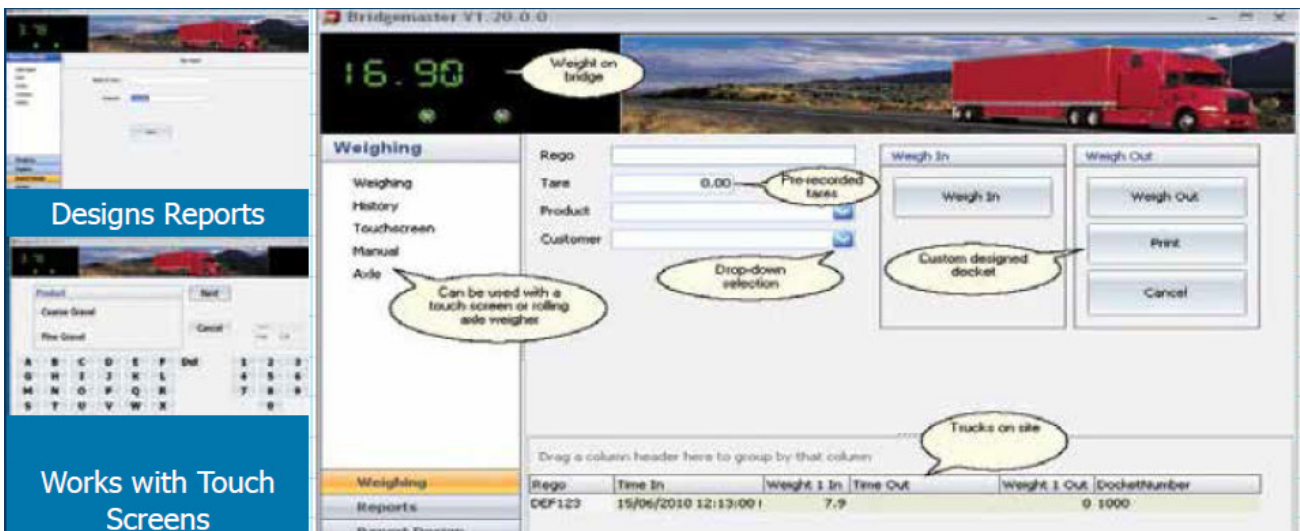 3.78
Designs Reports
Product
Next
Coarse Gravel
Cancel
Fine Gravel
A B C D E F Del 1 2 3
G H I J K L 4 5 6
M N O P Q R 7 8 9
S T U V W X 0
Works with Touch
Screens
Bridgemaster V1.20.0.0
16.90
Weight on
bridge
Weighing
Weighing
History
Touchscreen
Manual
Axle
Can be used with a
touch screen or rolling
axle weigher
Rego
Tare 0.00
Pre-recorded
tares
Product
Customer
Drop-down
selection
Weigh In
Weigh In
Weigh Out
Weigh Out
Print
Cancel
Custom designed
docket
Trucks on site
Drag a column header here to group by that column
Rego Time In Weight 1 In Time Out Weight 1 Out DocketNumber
DEF123 15/06/2010 12:13:00 7.9 0 1000
Weighing
Reports
Report Design